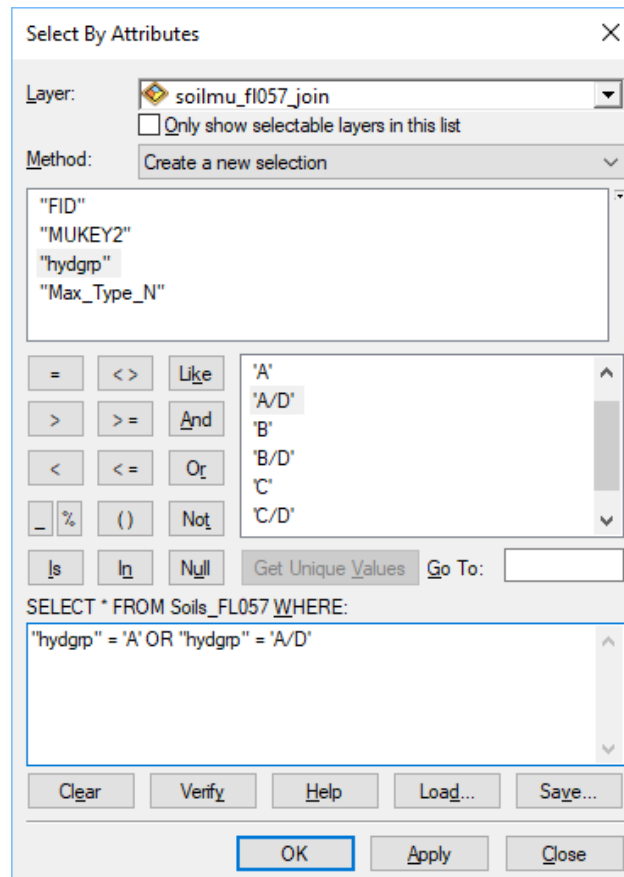 Select By Attributes
Layer: soilmu_fl057_join
Only show selectable layers in this list
Method: Create a new selection
"FID"
"MUKEY2"
"hydgrp"
"Max_Type_N"
= < > Like
> > = And
< < = Or
_ % ( ) Not
Is In Null
'A'
'A/D'
'B'
'B/D'
'C'
'C/D'
Get Unique Values Go To:
SELECT * FROM Soils_FL057 WHERE:
"hydgrp" = 'A' OR "hydgrp" = 'A/D'
Clear Verify Help Load... Save...
OK Apply Close